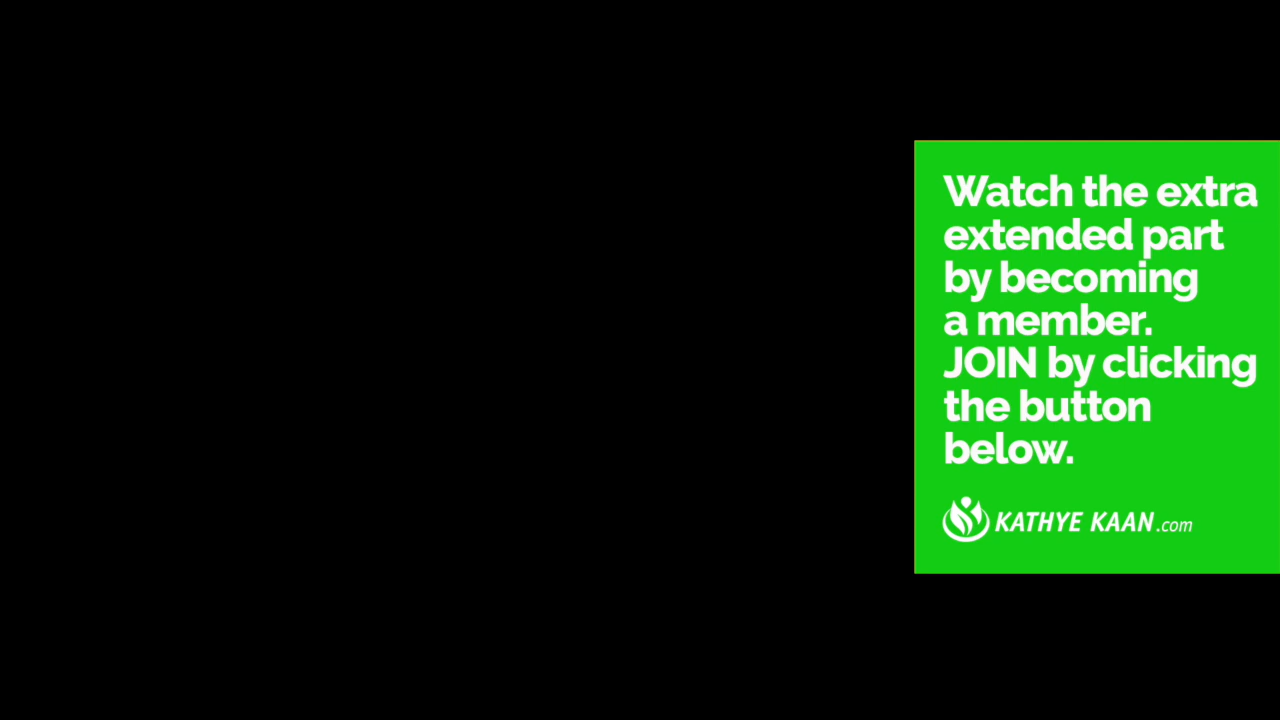 Watch the extra
extended part
by becoming
a member.
JOIN by clicking
the button
below.
KATHYE KAAN.com